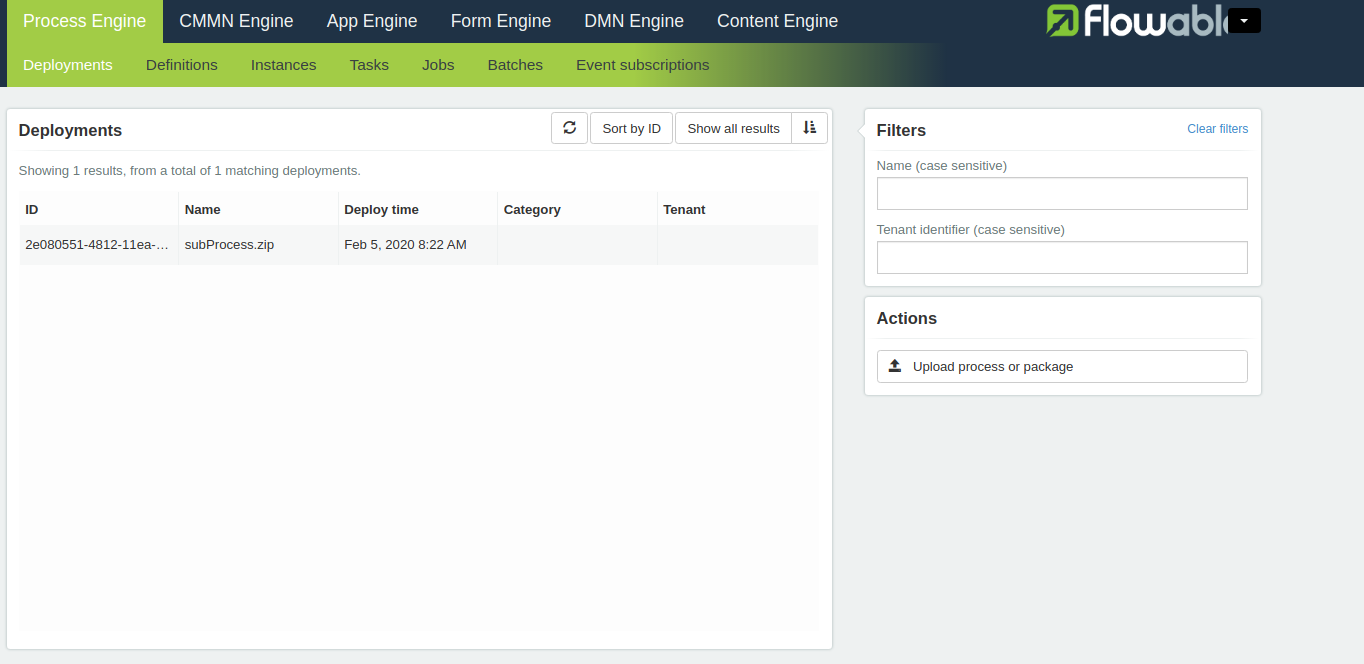 Process Engine CMMN Engine App Engine Form Engine DMN Engine Content Engine
flowable
Deployments Definitions Instances Tasks Jobs Batches Event subscriptions
Deployments
Sort by ID Show all results
Showing 1 results, from a total of 1 matching deployments.
ID Name Deploy time Category Tenant
2e080551-4812-11ea-... subProcess.zip Feb 5, 2020 8:22 AM
Filters Clear filters
Name (case sensitive)
Tenant identifier (case sensitive)
Actions
Upload process or package